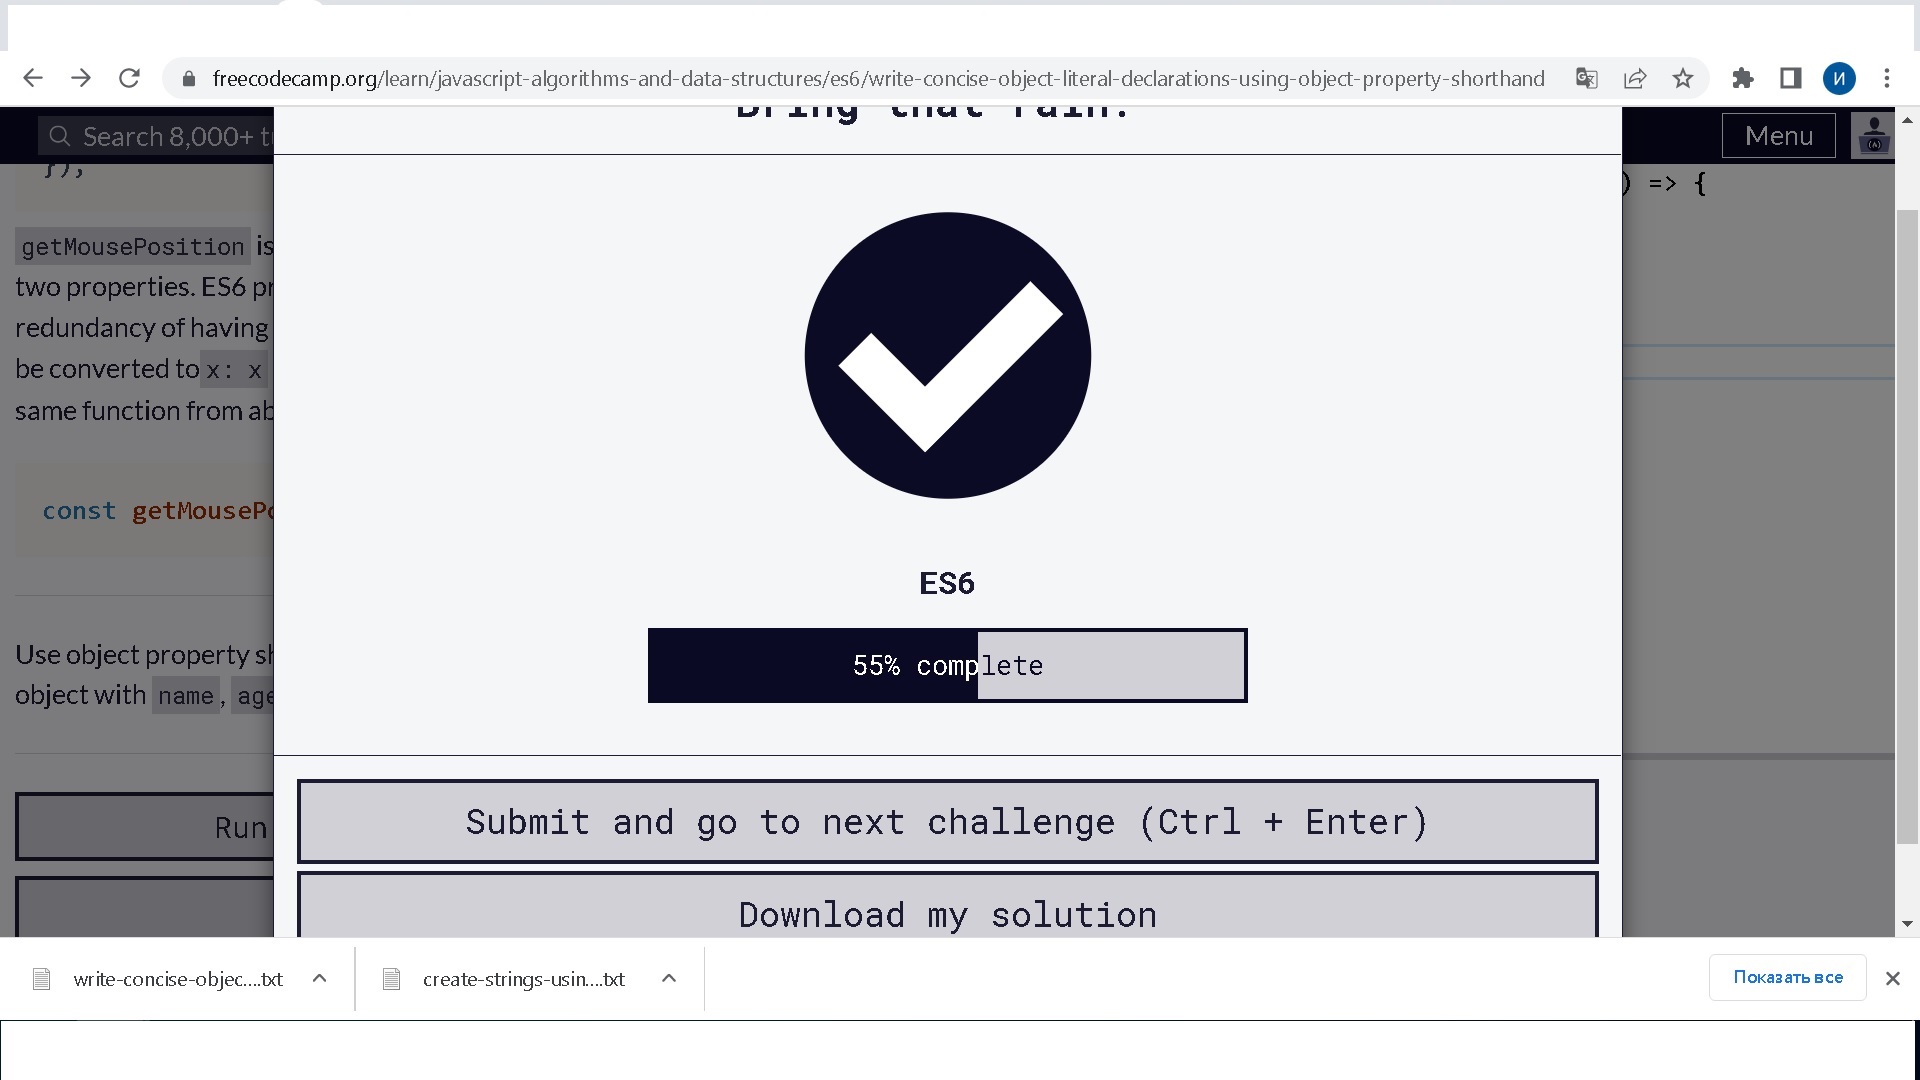 freecodecamp.org/learn/javascript-algorithms-and-data-structures/es6/write-concise-object-literal-declarations-using-object-property-shorthand
И
Search 8,000+ t
Bring that rain!
Menu
});
) => {
getMousePosition is
two properties. ES6 pr
redundancy of having
be converted to x: x
same function from ab
const getMousePo
ES6
55% complete
Use object property sh
object with name, age
Run
Submit and go to next challenge (Ctrl + Enter)
Download my solution
write-concise-objec....txt
create-strings-usin....txt
Показать все